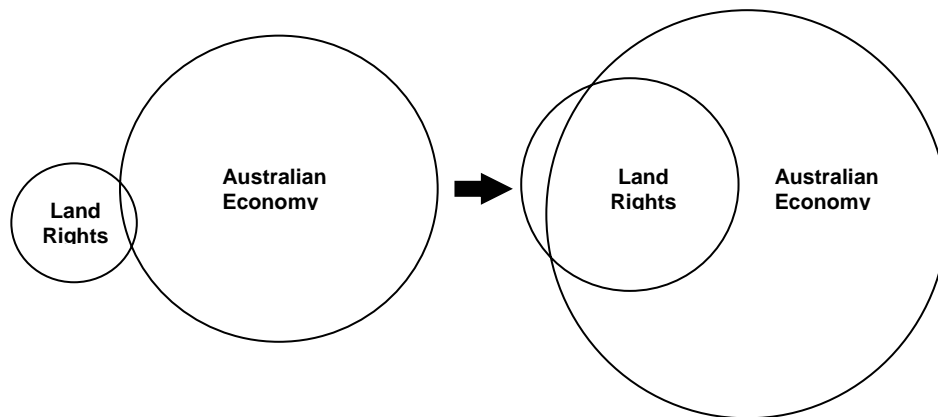 Land
Rights
Australian
Economy
Land
Rights
Australian
Economy